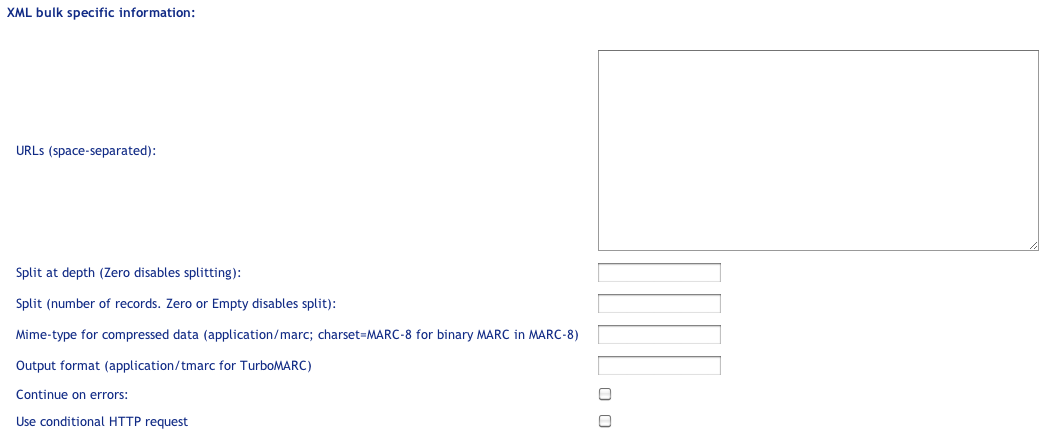 XML bulk specific information:
URLs (space-separated):
Split at depth (Zero disables splitting):
Split (number of records. Zero or Empty disables split):
Mime-type for compressed data (application/marc; charset=MARC-8 for binary MARC in MARC-8)
Output format (application/tmarc for TurboMARC)
Continue on errors:
Use conditional HTTP request